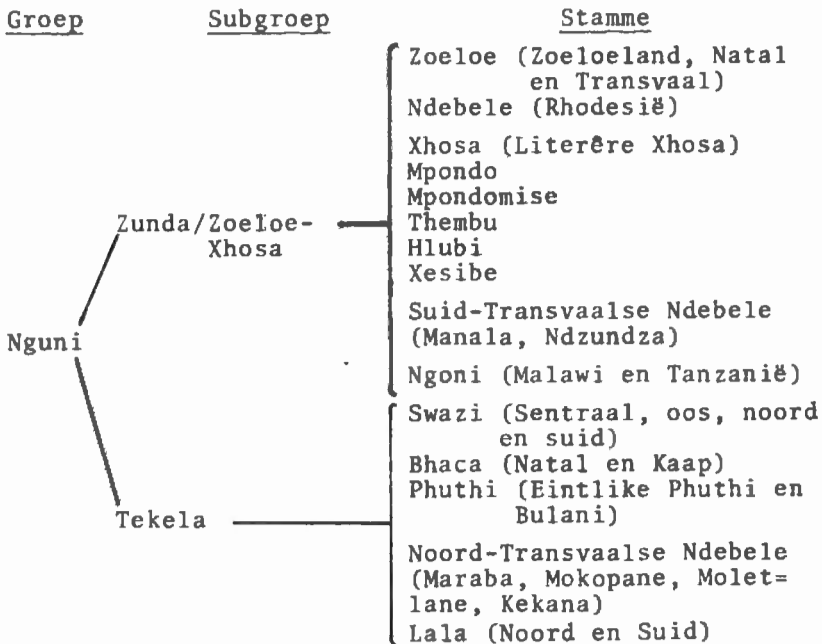 Groep Subgroep Stamme
Zoeloe (Zoeloeland, Natal
en Transvaal)
Ndebele (Rhodesië)
Xhosa (Literêre Xhosa)
Mpondo
Mpondomise
Zunda/Zoeloe- Thembu
Xhosa Hlubi
Xesibe
Suid-Transvaalse Ndebele
Nguni (Manala, Ndzundza)
Ngoni (Malawi en Tanzanië)
Swazi (Sentraal, oos, noord
en suid)
Bhaca (Natal en Kaap)
Phuthi (Eintlike Phuthi en
Tekela Bulani)
Noord-Transvaalse Ndebele
(Maraba, Mokopane, Molet=
lane, Kekana)
Lala (Noord en Suid)